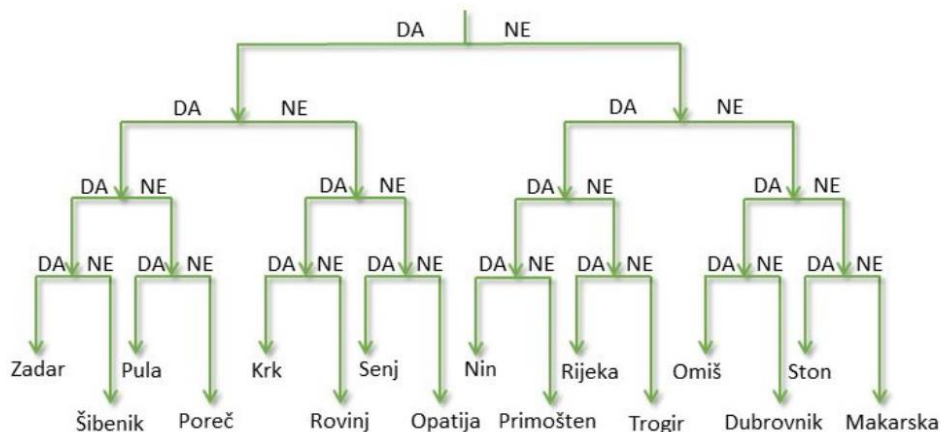 DA NE
DA NE DA NE
DA NE DA NE DA NE DA NE
DA NE DA NE DA NE DA NE DA NE DA NE DA NE DA NE
Zadar Pula Krk Senj Nin Rijeka Omiš Ston
Šibenik Poreč Rovinj Opatija Primošten Trogir Dubrovnik Makarska